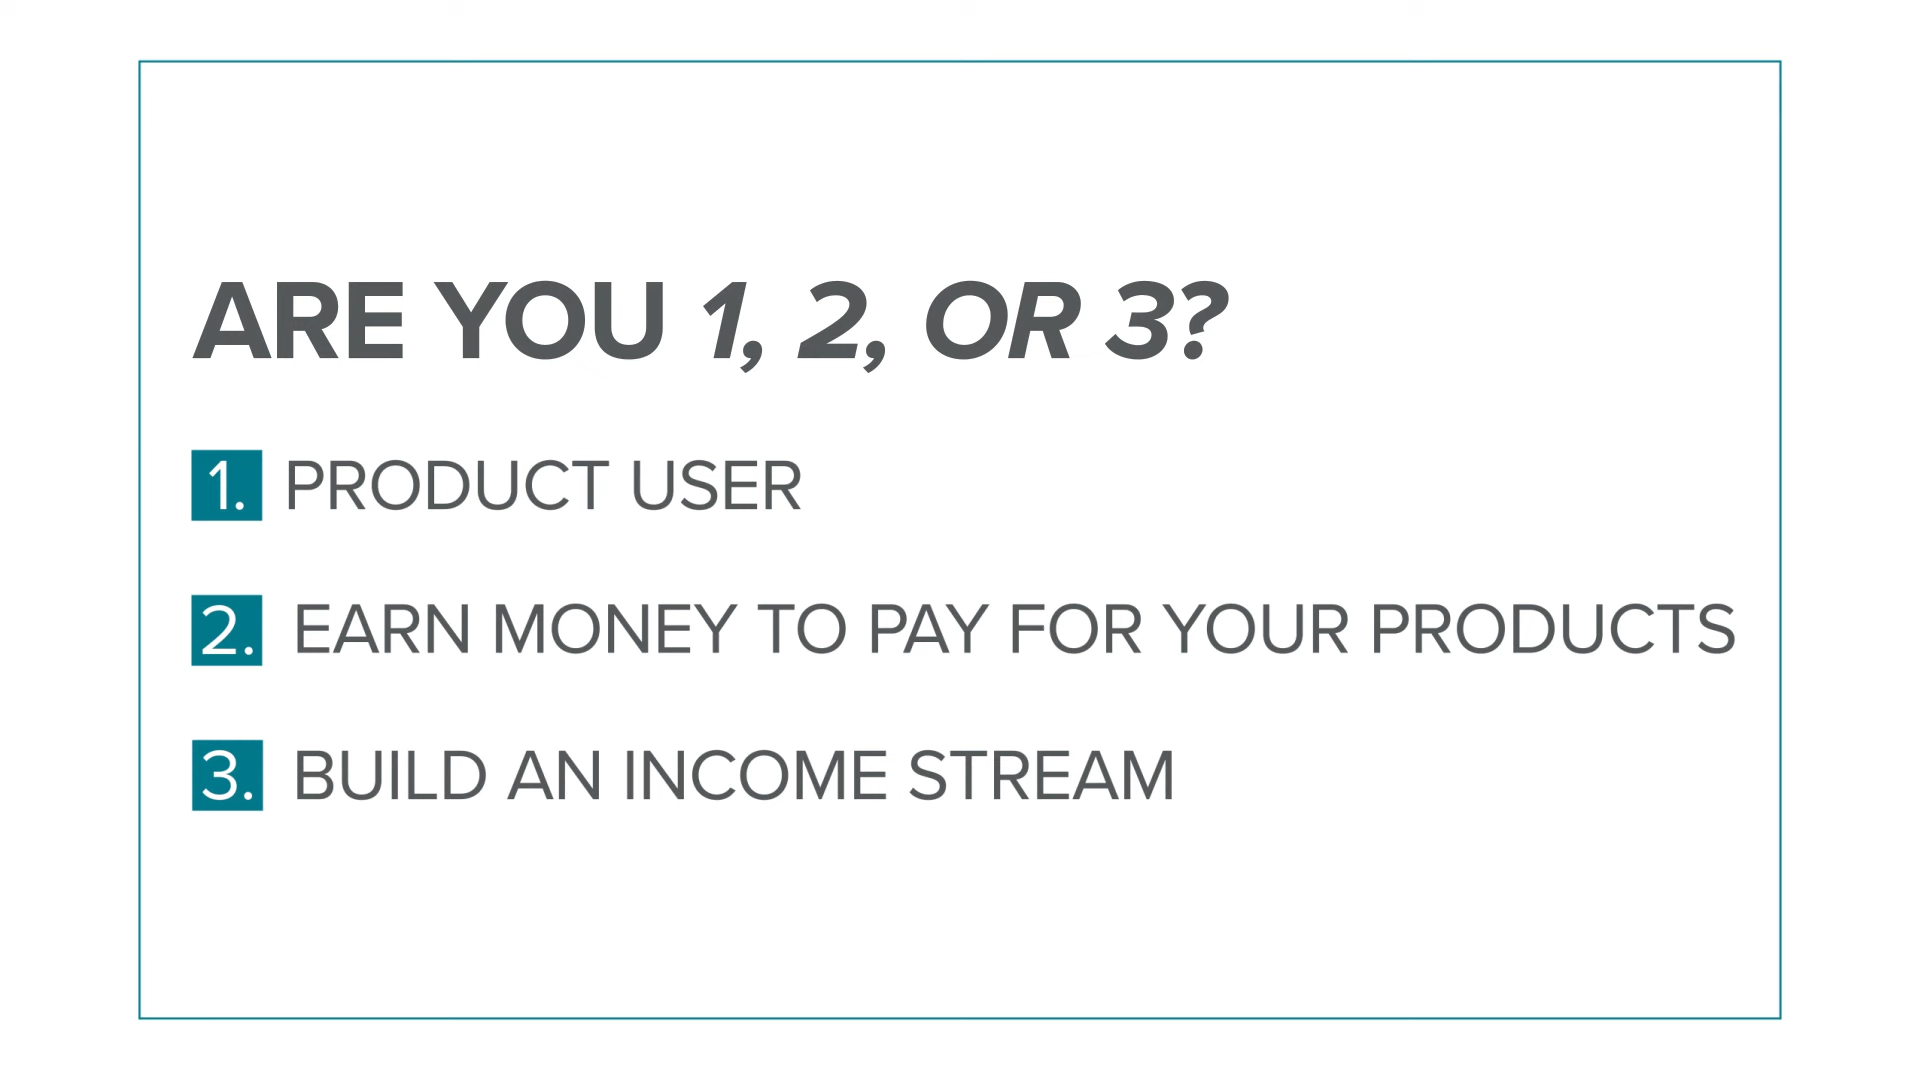 ARE YOU 1, 2, OR 3?
1. PRODUCT USER
2. EARN MONEY TO PAY FOR YOUR PRODUCTS
3. BUILD AN INCOME STREAM